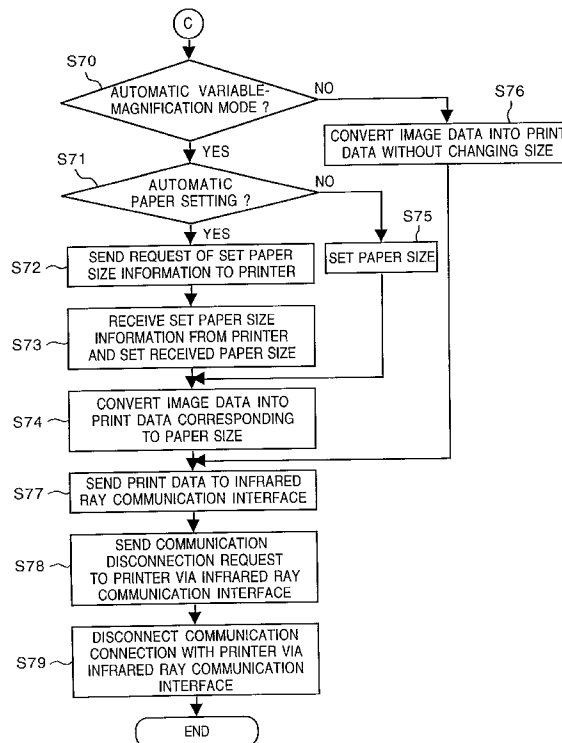 C
S70
AUTOMATIC VARIABLE-
MAGNIFICATION MODE ?
NO
YES
S76
CONVERT IMAGE DATA INTO PRINT
DATA WITHOUT CHANGING SIZE
S71
AUTOMATIC
PAPER SETTING ?
NO
YES
S75
SET PAPER SIZE
S72
SEND REQUEST OF SET PAPER
SIZE INFORMATION TO PRINTER
S73
RECEIVE SET PAPER SIZE
INFORMATION FROM PRINTER
AND SET RECEIVED PAPER SIZE
S74
CONVERT IMAGE DATA INTO
PRINT DATA CORRESPONDING
TO PAPER SIZE
S77
SEND PRINT DATA TO INFRARED
RAY COMMUNICATION INTERFACE
S78
SEND COMMUNICATION
DISCONNECTION REQUEST
TO PRINTER VIA INFRARED RAY
COMMUNICATION INTERFACE
S79
DISCONNECT COMMUNICATION
CONNECTION WITH PRINTER VIA
INFRARED RAY COMMUNICATION
INTERFACE
END